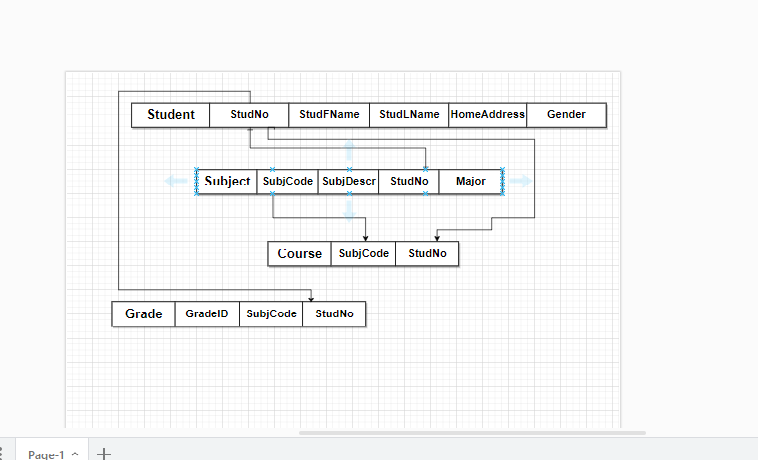 Student StudNo StudFName StudLName HomeAddress Gender
Subject SubjCode SubjDescr StudNo Major
Course SubjCode StudNo
Grade GradeID SubjCode StudNo
Page-1